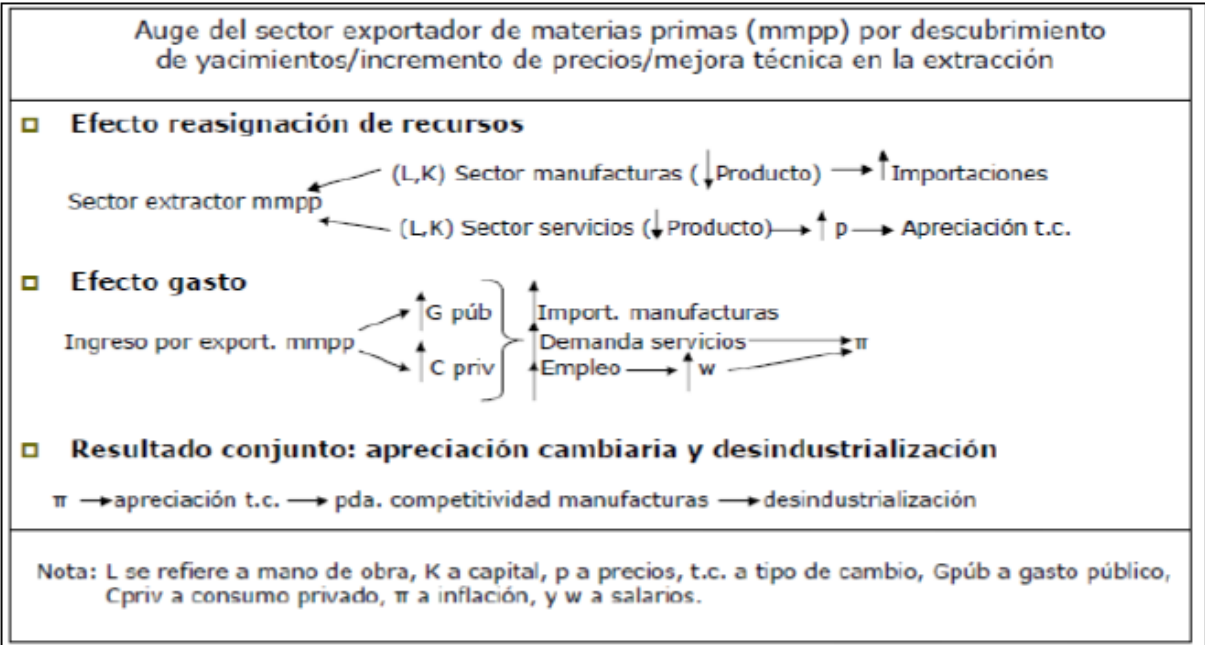 Auge del sector exportador de materias primas (mmpp) por descubrimiento
de yacimientos/incremento de precios/mejora técnica en la extracción
Efecto reasignación de recursos
(L,K) Sector manufacturas (↓Producto) → ↑Importaciones
Sector extractor mmpp
(L,K) Sector servicios (↓Producto) → ↑ p → Apreciación t.c.
Efecto gasto
↑G púb ↑Import. manufacturas
Ingreso por export. mmpp ↑Demanda servicios → π
↑C priv ↑Empleo → ↑ w
Resultado conjunto: apreciación cambiaria y desindustrialización
π → apreciación t.c. → pda. competitividad manufacturas → desindustrialización
Nota: L se refiere a mano de obra, K a capital, p a precios, t.c. a tipo de cambio, Gpúb a gasto público,
Cpriv a consumo privado, π a inflación, y w a salarios.